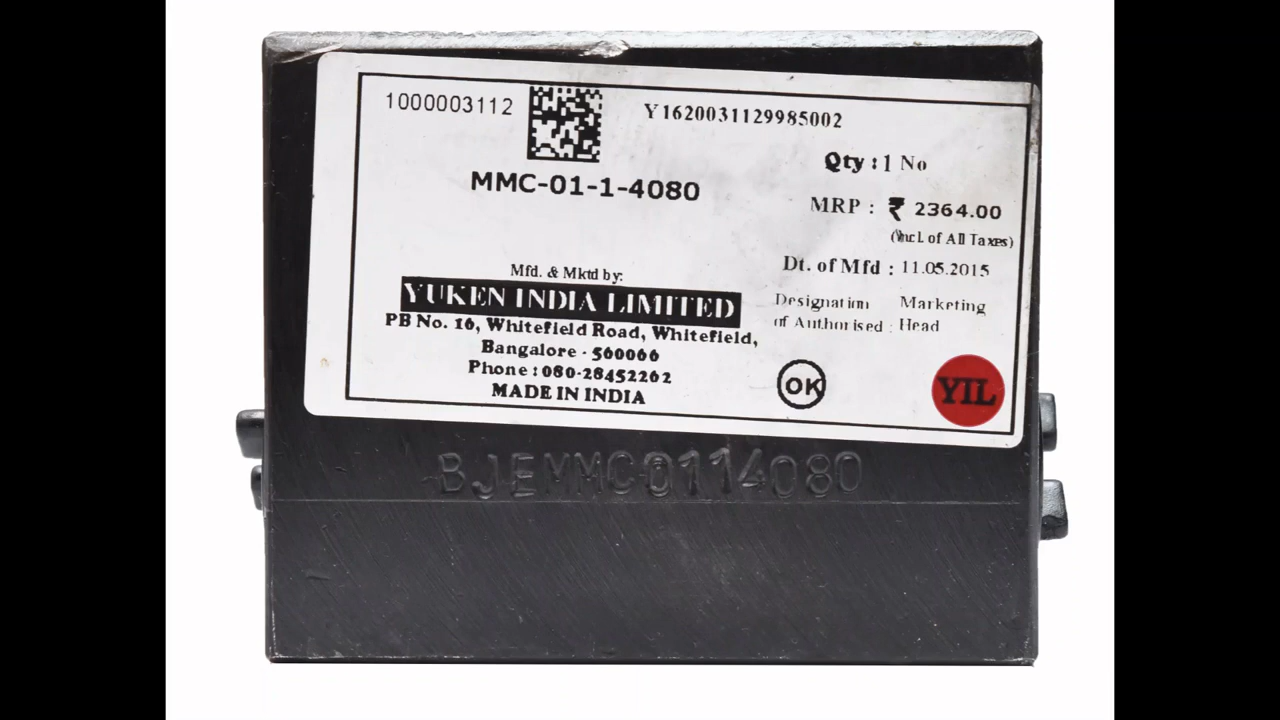 1000003112
Y1620031129985002
MMC-01-1-4080
Qty : 1 No
MRP : ₹ 2364.00
(Incl. of All Taxes)
Dt. of Mfd : 11.05.2015
Designation of Authorised : Marketing Head
Mfd. & Mktd by:
YUKEN INDIA LIMITED
PB No. 16, Whitefield Road, Whitefield,
Bangalore - 560066
Phone : 080-28452262
MADE IN INDIA
OK
YIL
BJEMMC0114080